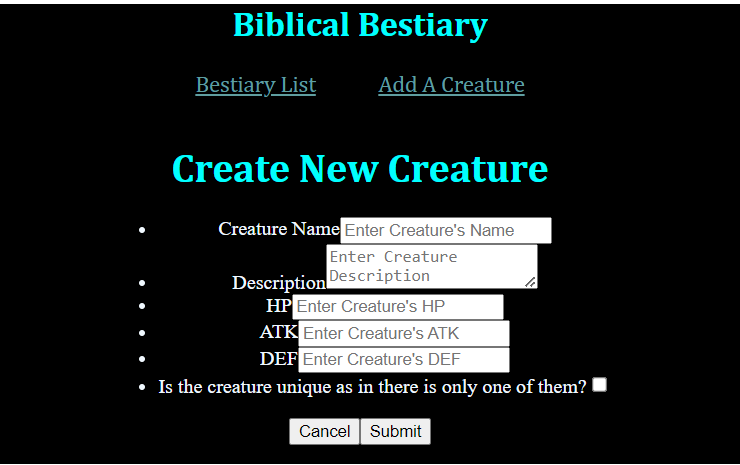 Biblical Bestiary
Bestiary List Add A Creature
Create New Creature
Creature Name Enter Creature's Name
Description Enter Creature
Description
HP Enter Creature's HP
ATK Enter Creature's ATK
DEF Enter Creature's DEF
Is the creature unique as in there is only one of them?
Cancel Submit